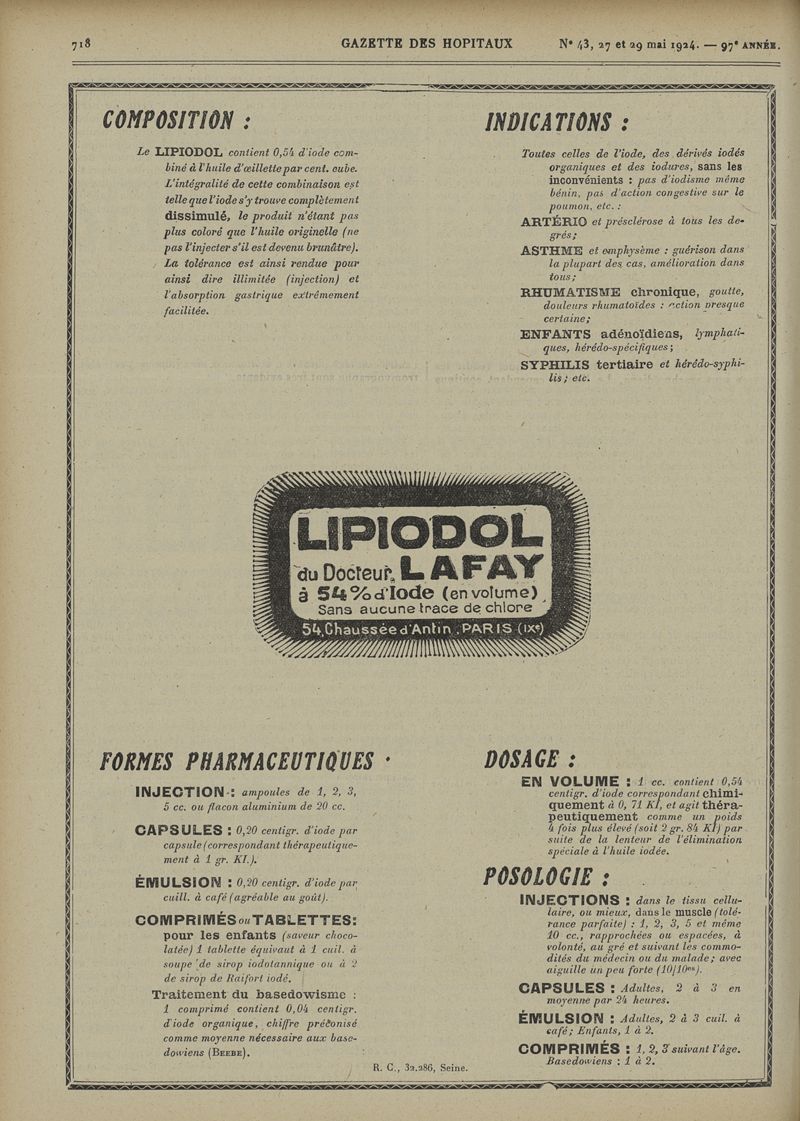 718 GAZETTE DES HOPITAUX N° 43, 27 et 29 mai 1924. — 97e ANNÉE.
COMPOSITION :
Le LIPIODOL contient 0,54 d'iode com-
biné à l'huile d'œillette par cent. cube.
L'intégralité de cette combinaison est
telle que l'iode s'y trouve complètement
dissimulé, le produit n'étant pas
plus coloré que l'huile originelle (ne
pas l'injecter s'il est devenu brunâtre).
La tolérance est ainsi rendue pour
ainsi dire illimitée (injection) et
l'absorption gastrique extrêmement
facilitée.
INDICATIONS :
Toutes celles de l'iode, des dérivés iodés
organiques et des iodures, sans les
inconvénients : pas d'iodisme même
bénin, pas d'action congestive sur le
poumon, etc. :
ARTÉRIO et présclérose à tous les de-
grés ;
ASTHME et emphysème : guérison dans
la plupart des cas, amélioration dans
tous ;
RHUMATISME chronique, goutte,
douleurs rhumatoïdes : action presque
certaine ;
ENFANTS adénoïdiens, lymphati-
ques, hérédo-spécifiques ;
SYPHILIS tertiaire et hérédo-syphi-
lis ; etc.
LIPIODOL
du Docteur LAFAY
à 54 % d'Iode (en volume)
Sans aucune trace de chlore
54, Chaussée d'Antin . PARIS (IXe)
FORMES PHARMACEUTIQUES
INJECTION : ampoules de 1, 2, 3,
5 cc. ou flacon aluminium de 20 cc.
CAPSULES : 0,20 centigr. d'iode par
capsule (correspondant thérapeutique-
ment à 1 gr. KI.).
ÉMULSION : 0,20 centigr. d'iode par
cuill. à café (agréable au goût).
COMPRIMÉS ou TABLETTES :
pour les enfants (saveur choco-
latée) 1 tablette équivaut à 1 cuil. à
soupe de sirop iodotannique ou à 2
de sirop de Raifort iodé.
Traitement du basedowisme :
1 comprimé contient 0,04 centigr.
d'iode organique, chiffre préconisé
comme moyenne nécessaire aux base-
dowiens (BEEBE).
DOSAGE :
EN VOLUME : 1 cc. contient 0,54
centigr. d'iode correspondant chimi-
quement à 0, 71 KI, et agit théra-
peutiquement comme un poids
4 fois plus élevé (soit 2 gr. 84 KI) par
suite de la lenteur de l'élimination
spéciale à l'huile iodée.
POSOLOGIE :
INJECTIONS : dans le tissu cellu-
laire, ou mieux, dans le muscle (tolé-
rance parfaite) : 1, 2, 3, 5 et même
10 cc., rapprochées ou espacées, à
volonté, au gré et suivant les commo-
dités du médecin ou du malade ; avec
aiguille un peu forte (10/10es).
CAPSULES : Adultes, 2 à 3 en
moyenne par 24 heures.
ÉMULSION : Adultes, 2 à 3 cuil. à
café ; Enfants, 1 à 2.
COMPRIMÉS : 1, 2, 3 suivant l'âge.
Basedowiens : 1 à 2.
R. C., 32.286, Seine.